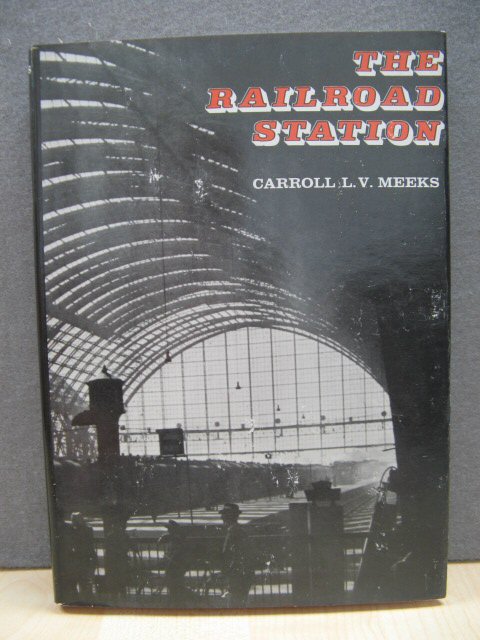 THE
RAILROAD
STATION
CARROLL L.V. MEEKS